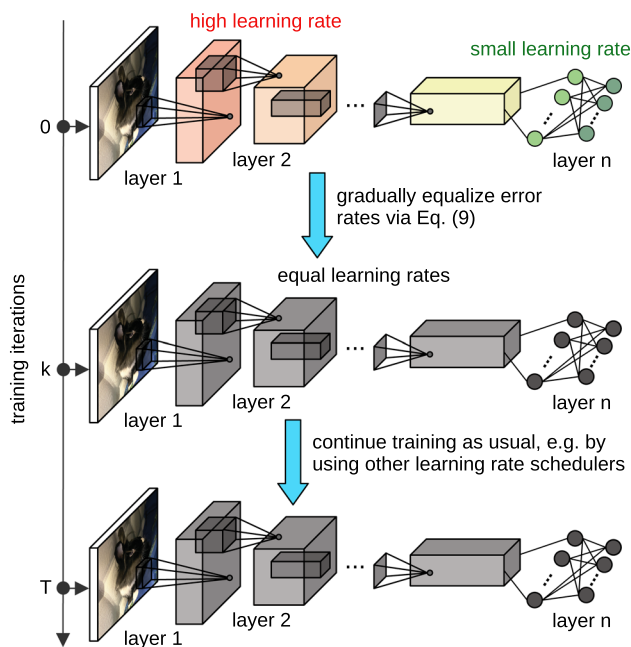 high learning rate
small learning rate
0
...
layer 1
layer 2
layer n
gradually equalize error
rates via Eq. (9)
training iterations
equal learning rates
k
...
layer 1
layer 2
layer n
continue training as usual, e.g. by
using other learning rate schedulers
T
...
layer 1
layer 2
layer n